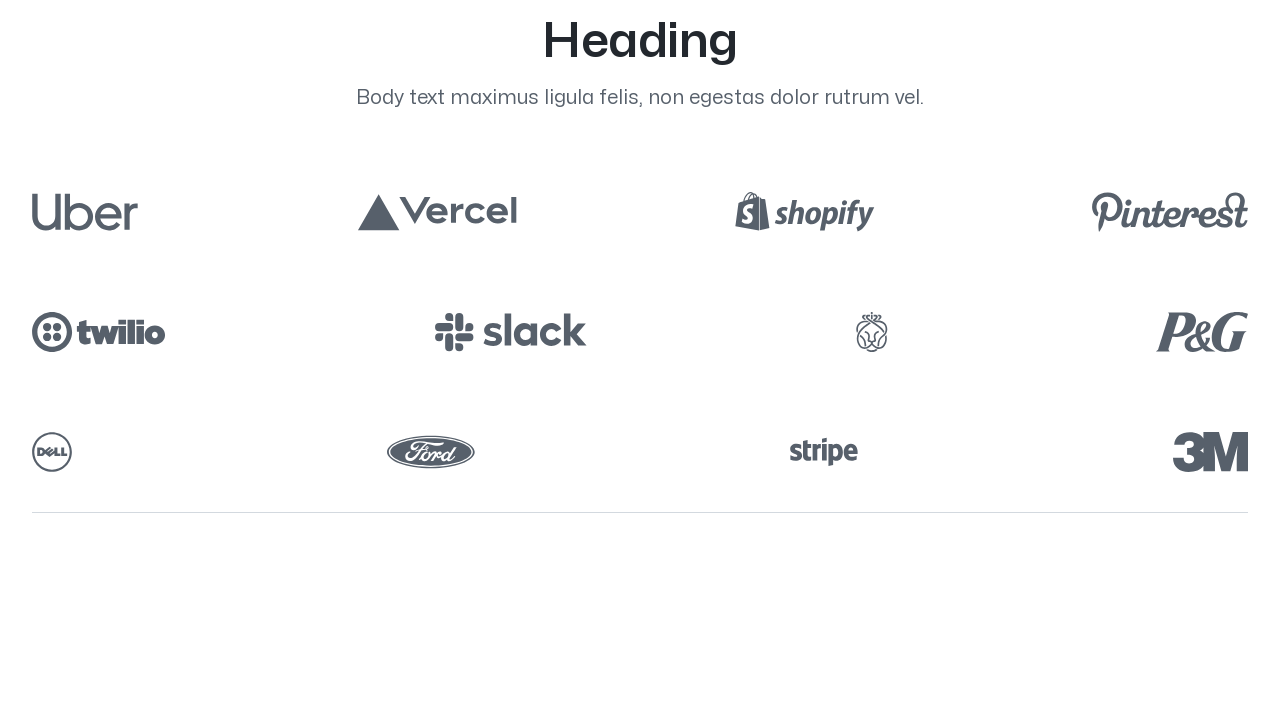 Heading
Body text maximus ligula felis, non egestas dolor rutrum vel.
Uber
Vercel
shopify
Pinterest
twilio
slack
P&G
DELL
Ford
stripe
3M